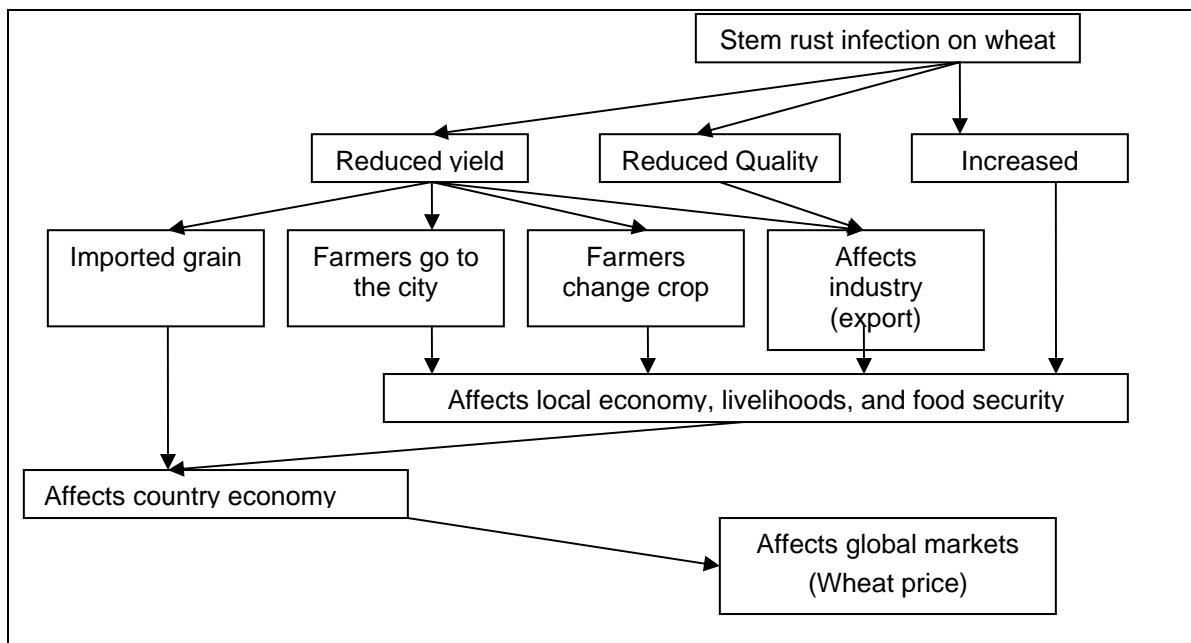 Stem rust infection on wheat
Reduced yield
Reduced Quality
Increased
Imported grain
Farmers go to
the city
Farmers
change crop
Affects
industry
(export)
Affects local economy, livelihoods, and food security
Affects country economy
Affects global markets
(Wheat price)